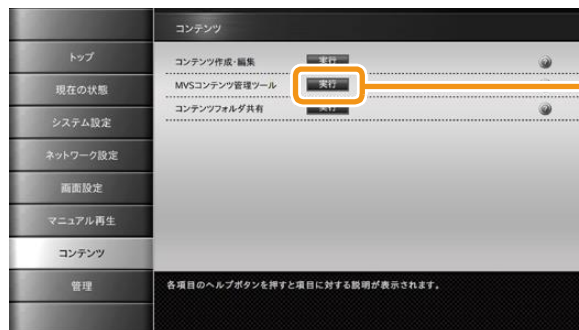 コンテンツ
トップ
現在の状態
システム設定
ネットワーク設定
画面設定
マニュアル再生
コンテンツ
管理
コンテンツ作成・編集 実行
MVSコンテンツ管理ツール 実行
コンテンツフォルダ共有 実行
各項目のヘルプボタンを押すと項目に対する説明が表示されます。